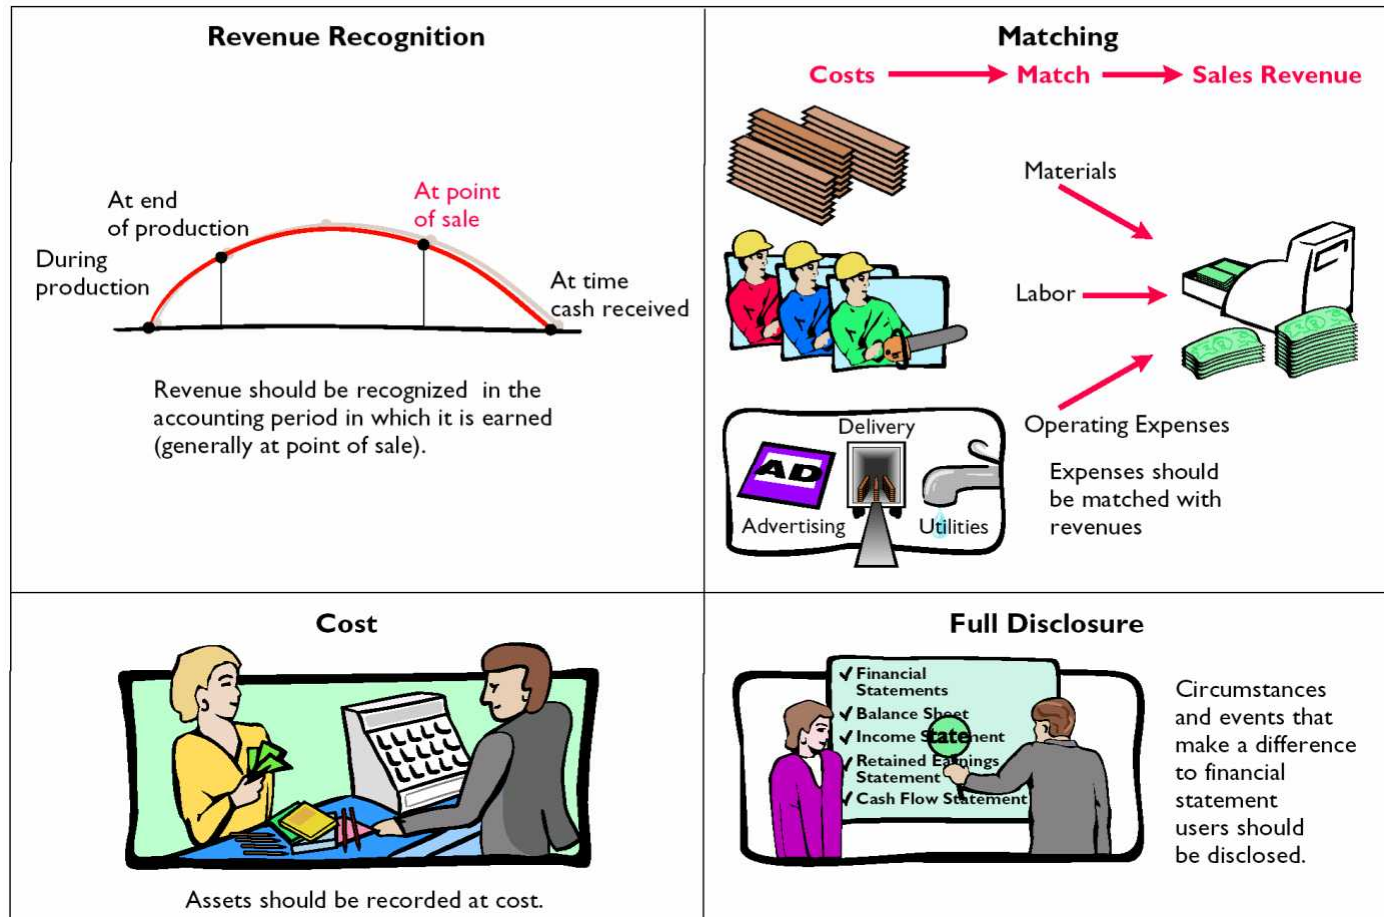 Revenue Recognition
At end
of production
At point
of sale
During
production
At time
cash received
Revenue should be recognized in the
accounting period in which it is earned
(generally at point of sale).
Matching
Costs Match Sales Revenue
Materials
Labor
Operating Expenses
Delivery
AD
Advertising
Utilities
Expenses should
be matched with
revenues
Cost
Assets should be recorded at cost.
Full Disclosure
✓ Financial
Statements
✓ Balance Sheet
✓ Income Statement
✓ Retained Earnings
Statement
✓ Cash Flow Statement
Circumstances
and events that
make a difference
to financial
statement
users should
be disclosed.